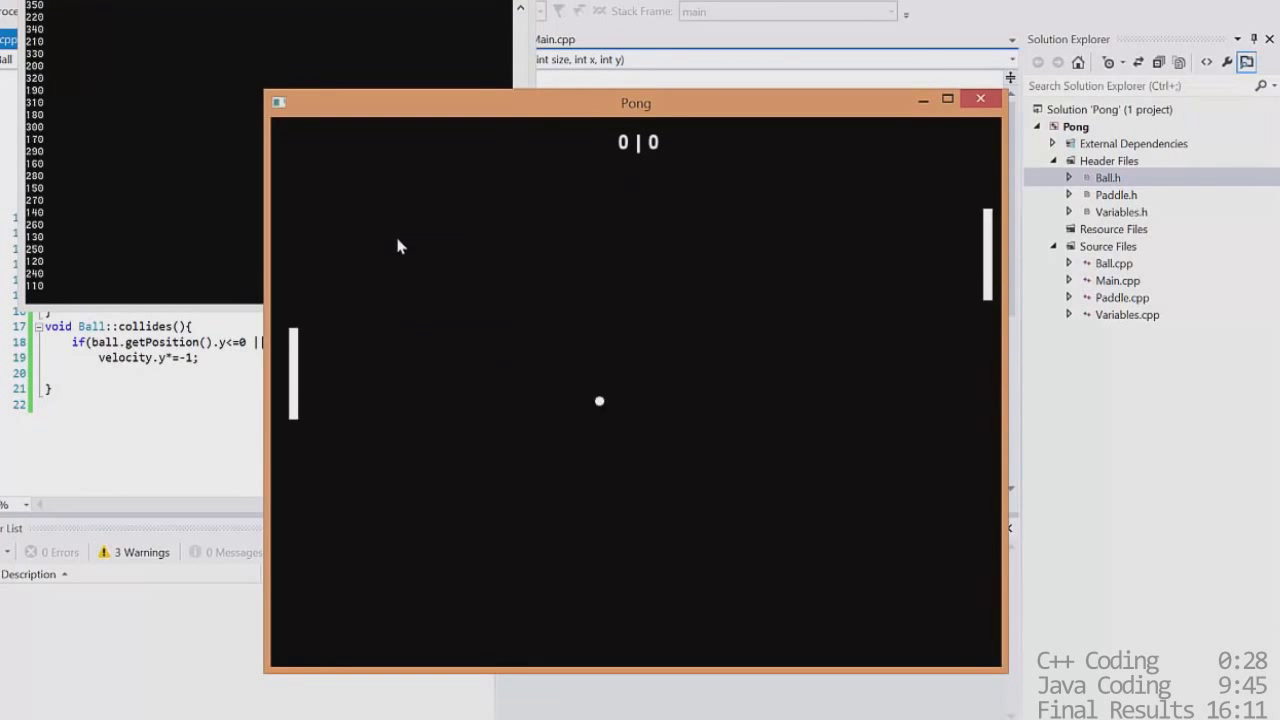 roce
Stack Frame: main
350
220
340
210
330
200
320
190
310
180
300
170
290
160
280
150
270
140
260
130
250
120
240
110
.cpp
Main.cpp
Ball
int size, int x, int y)
Pong
0 | 0
17 void Ball::collides(){
18 if(ball.getPosition().y<=0 ||
19 velocity.y*=-1;
20
21 }
22
%
r List
0 Errors 3 Warnings 0 Messages
Description
Solution Explorer
Search Solution Explorer (Ctrl+;)
Solution 'Pong' (1 project)
Pong
External Dependencies
Header Files
Ball.h
Paddle.h
Variables.h
Resource Files
Source Files
Ball.cpp
Main.cpp
Paddle.cpp
Variables.cpp
C++ Coding 0:28
Java Coding 9:45
Final Results 16:11